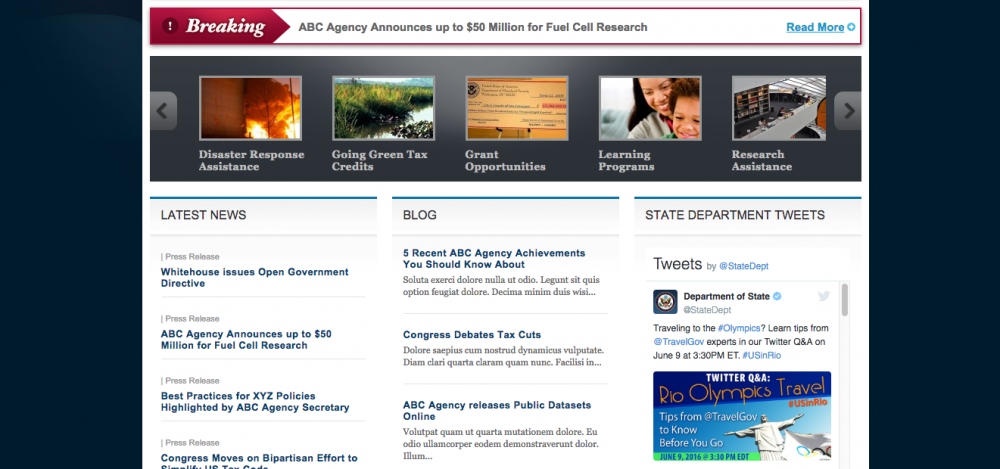 ! Breaking ABC Agency Announces up to $50 Million for Fuel Cell Research Read More
Disaster Response
Assistance
Going Green Tax
Credits
Grant
Opportunities
Learning
Programs
Research
Assistance
LATEST NEWS
| Press Release
Whitehouse issues Open Government
Directive
| Press Release
ABC Agency Announces up to $50
Million for Fuel Cell Research
| Press Release
Best Practices for XYZ Policies
Highlighted by ABC Agency Secretary
| Press Release
Congress Moves on Bipartisan Effort to
Simplify US Tax Code
BLOG
5 Recent ABC Agency Achievements
You Should Know About
Soluta exerci dolore nulla ut odio. Legunt sit quis
option feugiat dolore. Decima minim duis wisi...
Congress Debates Tax Cuts
Dolore saepius cum nostrud dynamicus vulputate.
Diam clari quarta claram quam nunc. Facilisi in...
ABC Agency releases Public Datasets
Online
Volutpat quam ut quarta mutationem dolore. Eu
odio ullamcorper eodem demonstraverunt dolor.
Illum...
STATE DEPARTMENT TWEETS
Tweets by @StateDept
Department of State
@StateDept
Traveling to the #Olympics? Learn tips from
@TravelGov experts in our Twitter Q&A on
June 9 at 3:30PM ET. #USinRio
TWITTER Q&A:
Rio Olympics Travel
#USinRio
Tips from @TravelGov
to Know
Before You Go
JUNE 9, 2016 @ 3:30 PM EDT